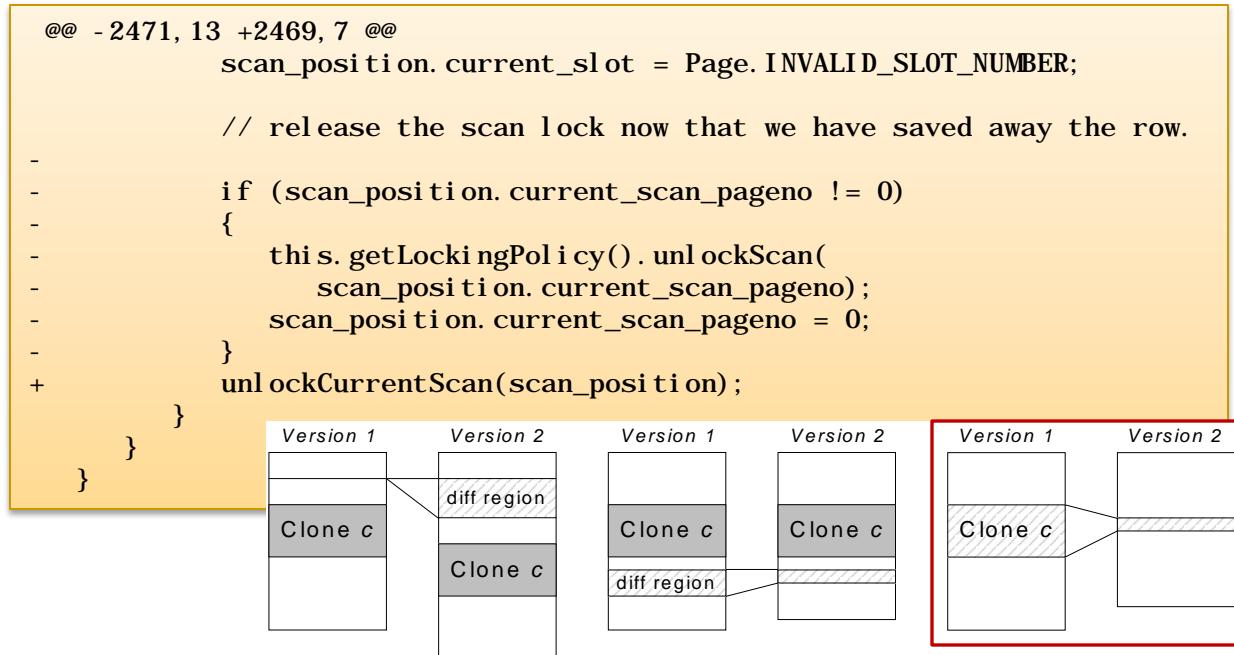 @@ -2471,13 +2469,7 @@
scan_position.current_slot = Page.INVALID_SLOT_NUMBER;
// release the scan lock now that we have saved away the row.
-
- if (scan_position.current_scan_pageno != 0)
- {
- this.getLockingPolicy().unlockScan(
- scan_position.current_scan_pageno);
- scan_position.current_scan_pageno = 0;
- }
+ unlockCurrentScan(scan_position);
}
}
}
Version 1 Version 2 Version 1 Version 2 Version 1 Version 2
diff region
Clone c Clone c Clone c Clone c
Clone c
diff region